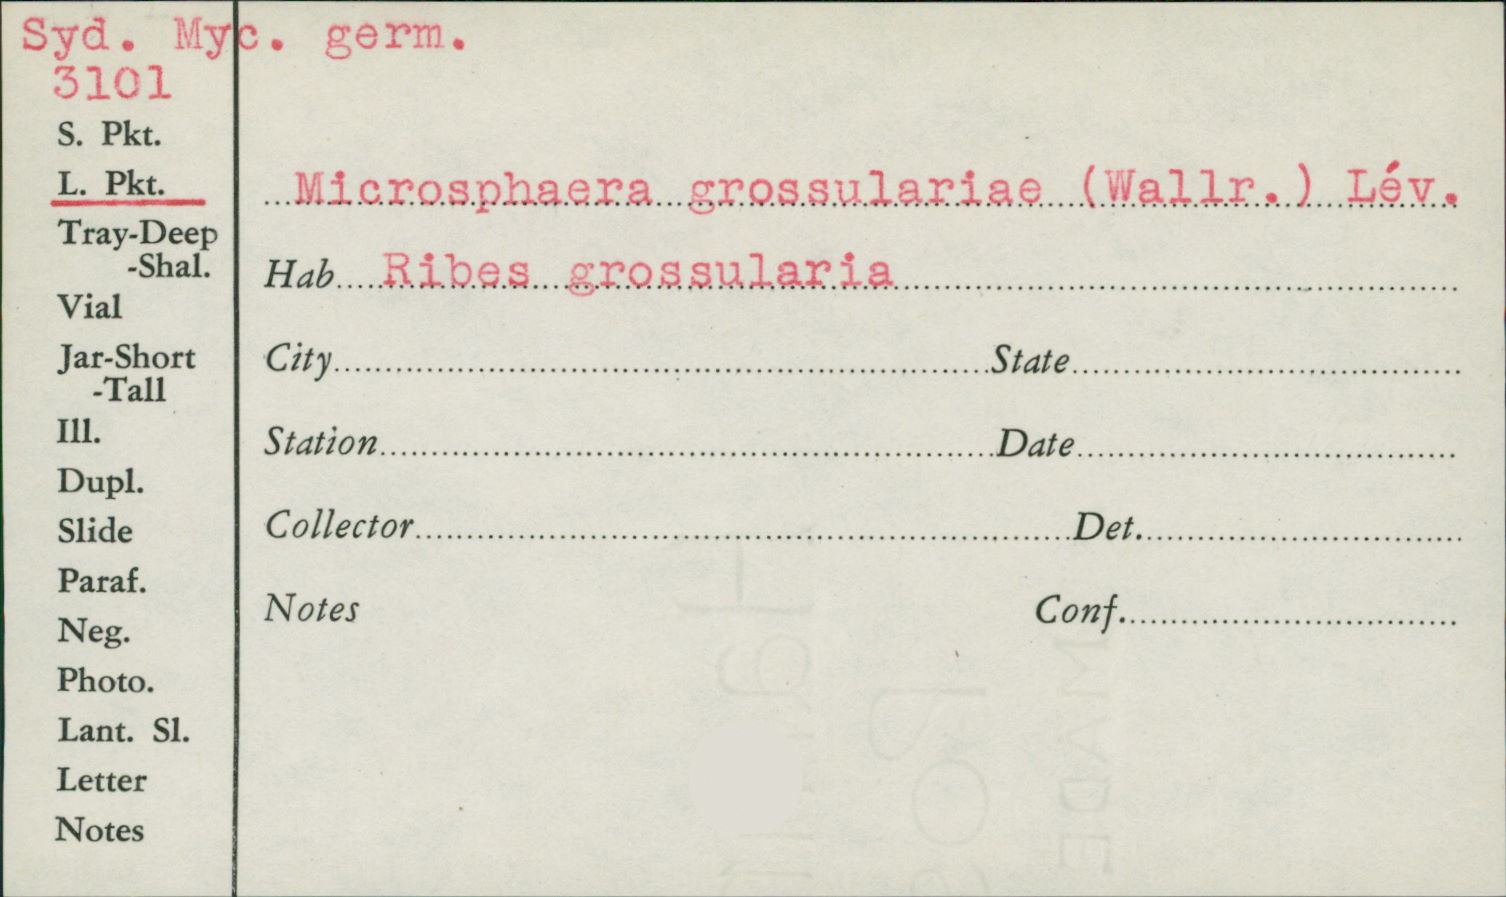 Syd. Myc. germ.
3101
S. Pkt.
L. Pkt.
Tray-Deep
-Shal.
Vial
Jar-Short
-Tall
Ill.
Dupl.
Slide
Paraf.
Neg.
Photo.
Lant. Sl.
Letter
Notes
Microsphaera grossulariae (Wallr.) Lév.
Hab Ribes grossularia
City State
Station Date
Collector Det.
Notes Conf.